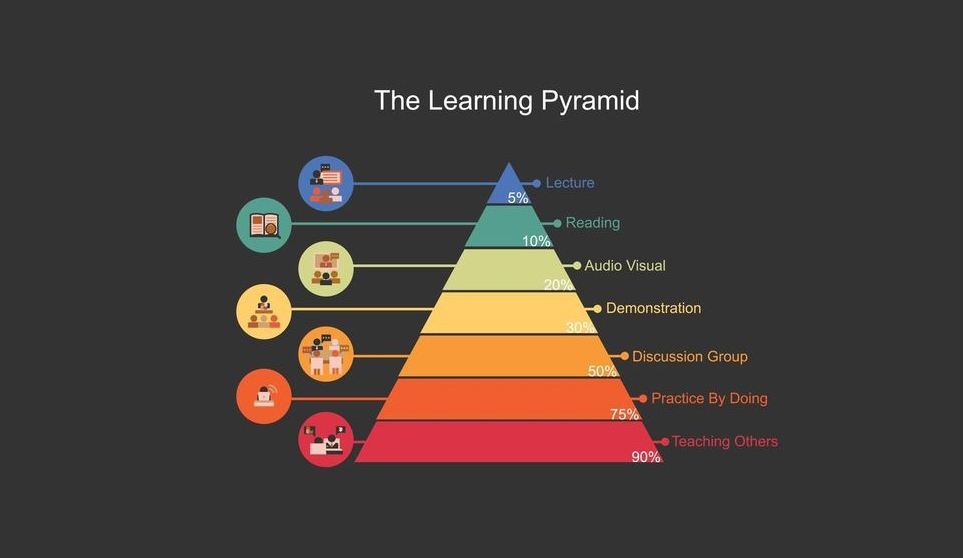 The Learning Pyramid
Lecture
5%
Reading
10%
Audio Visual
20%
Demonstration
30%
Discussion Group
50%
Practice By Doing
75%
Teaching Others
90%